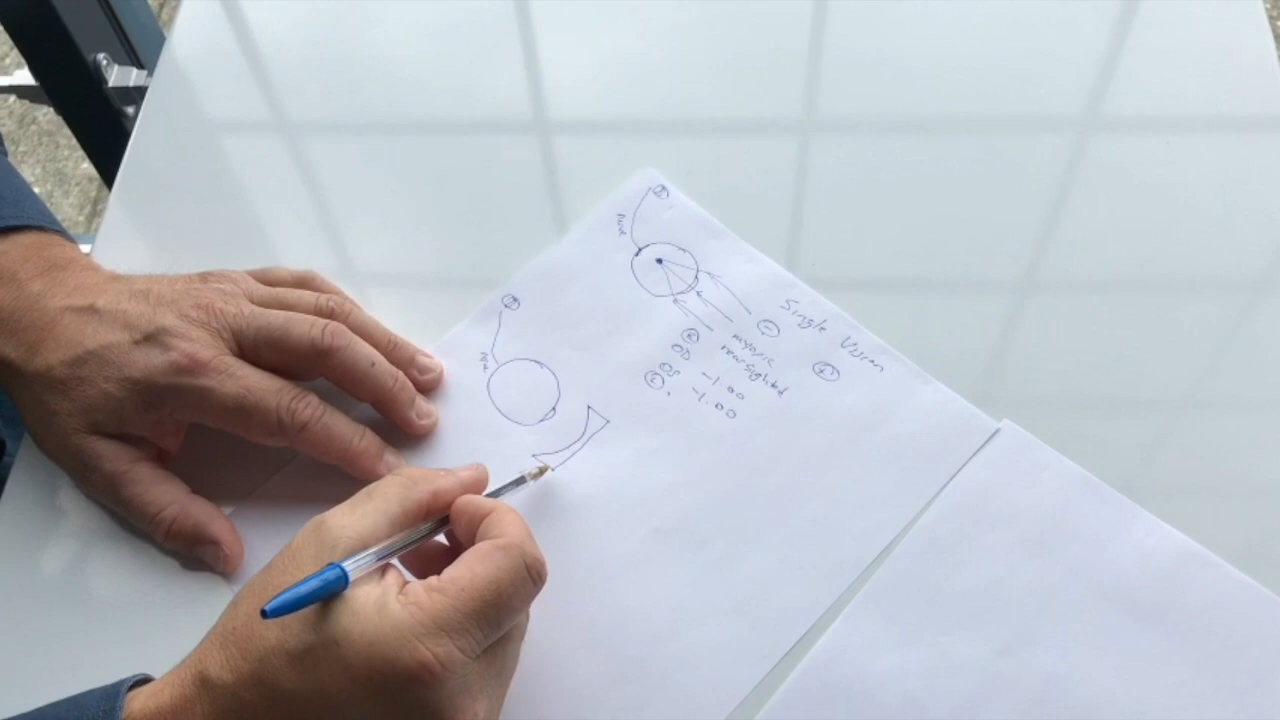 Single Vision
+
-
myopic
nearsighted
R
OD -1.00
OS -1.00
L